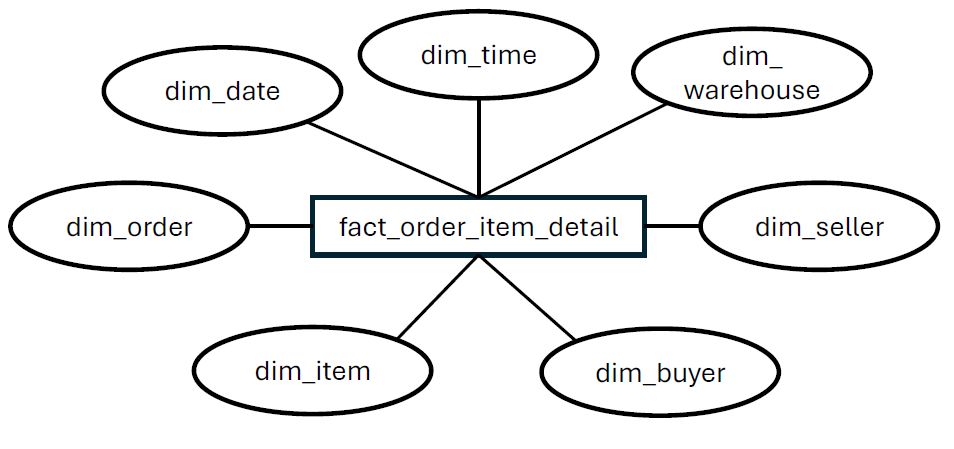 dim_time
dim_
warehouse
dim_date
dim_order
fact_order_item_detail
dim_seller
dim_item
dim_buyer